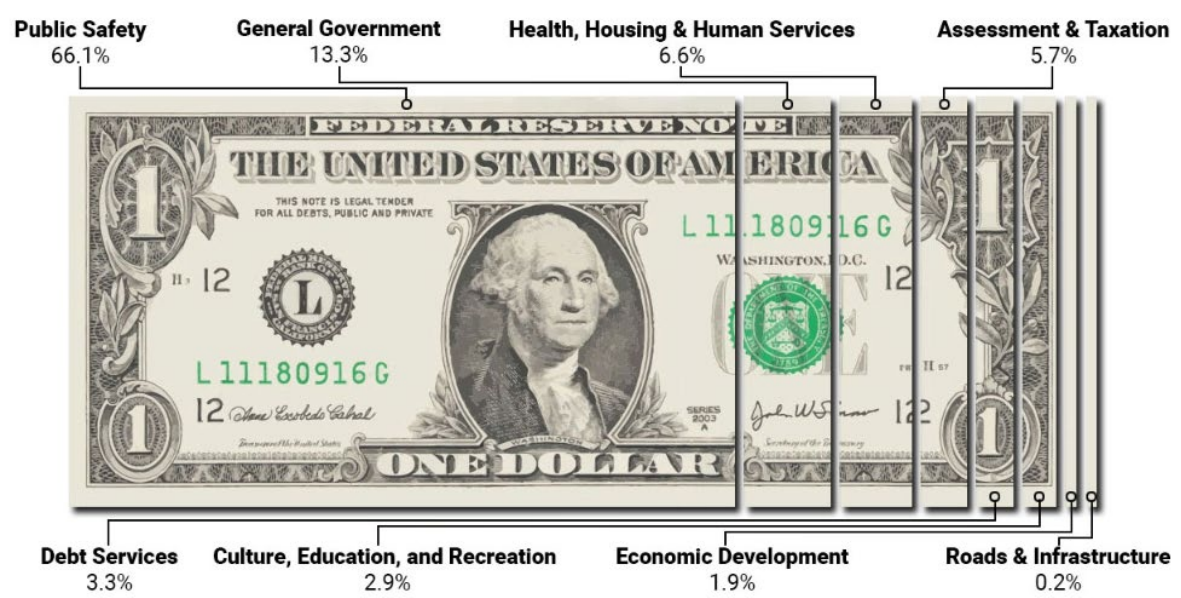 Public Safety
66.1%
General Government
13.3%
Health, Housing & Human Services
6.6%
Assessment & Taxation
5.7%
FEDERAL RESERVE NOTE
THE UNITED STATES OF AMERICA
THIS NOTE IS LEGAL TENDER
FOR ALL DEBTS, PUBLIC AND PRIVATE
L 11180916 G
WASHINGTON, D.C.
1
1
12
L
12
ONE
L 11180916 G
H 57
12
SERIES
2003
A
12
1
1
WASHINGTON
ONE DOLLAR
Debt Services
3.3%
Culture, Education, and Recreation
2.9%
Economic Development
1.9%
Roads & Infrastructure
0.2%